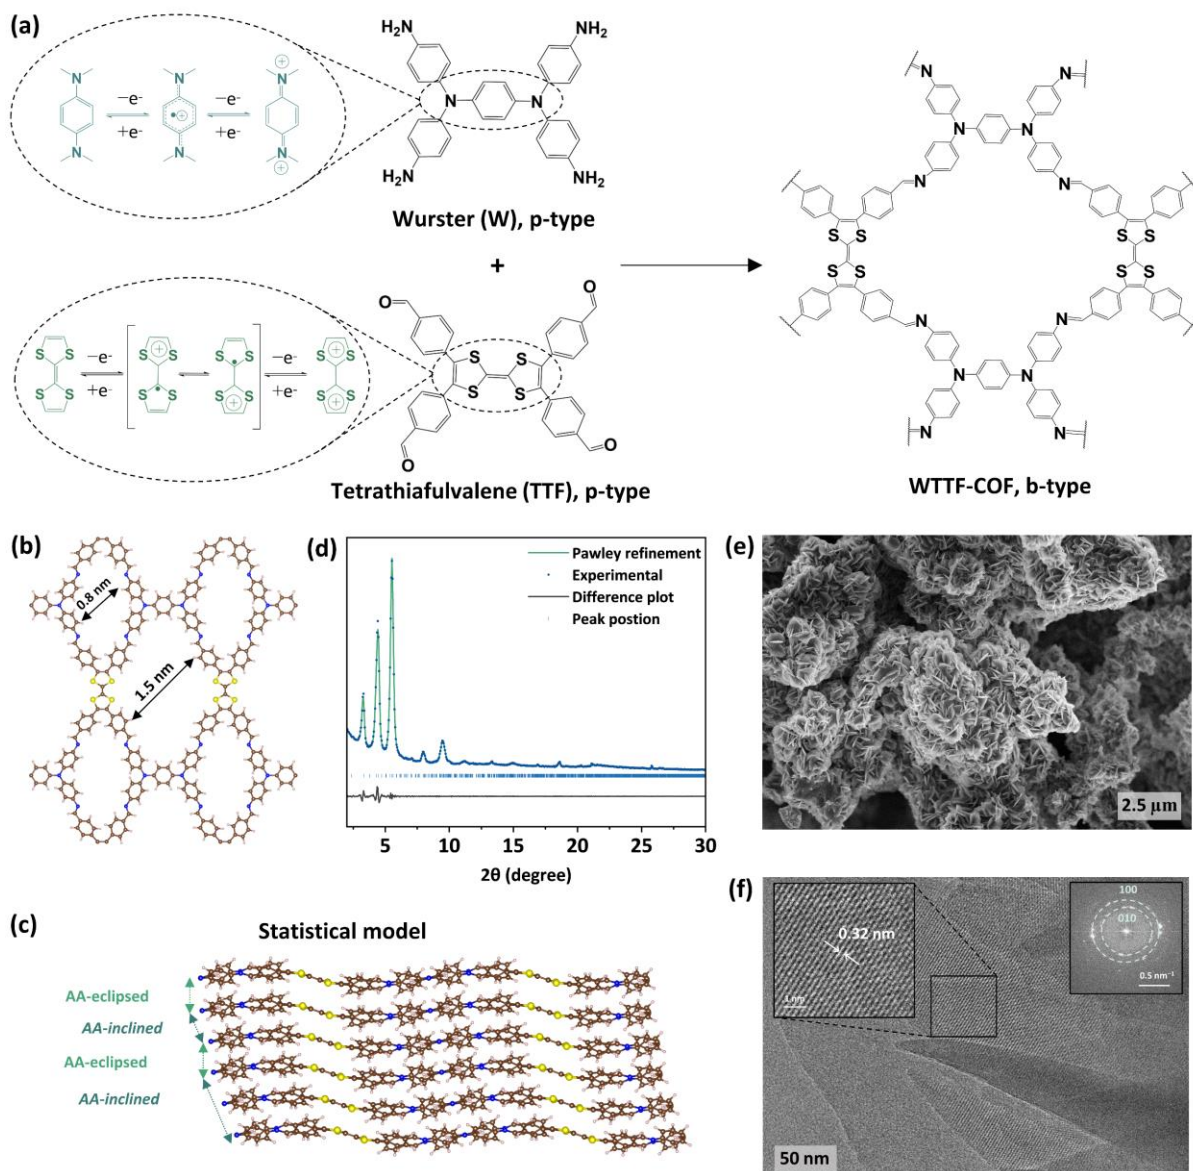 (a)
−e-
+e-
−e-
+e-
N
N
N
N
N
N
H2N
NH2
N
N
H2N
NH2
Wurster (W), p-type
+
−e-
+e-
−e-
+e-
S S
S S
S S
S S
S S
S S
S S
S S
O
O
S S
S S
O
O
Tetrathiafulvalene (TTF), p-type
N
N
N
N
N
N
S S
S S
S S
S S
N
N
N
N
N
N
WTTF-COF, b-type
(b)
0.8 nm
1.5 nm
(c)
Statistical model
AA-eclipsed
AA-inclined
AA-eclipsed
AA-inclined
(d)
Pawley refinement
Experimental
Difference plot
Peak postion
5 10 15 20 25 30
2θ (degree)
(e)
2.5 μm
(f)
0.32 nm
1 nm
100
010
0.5 nm−1
50 nm